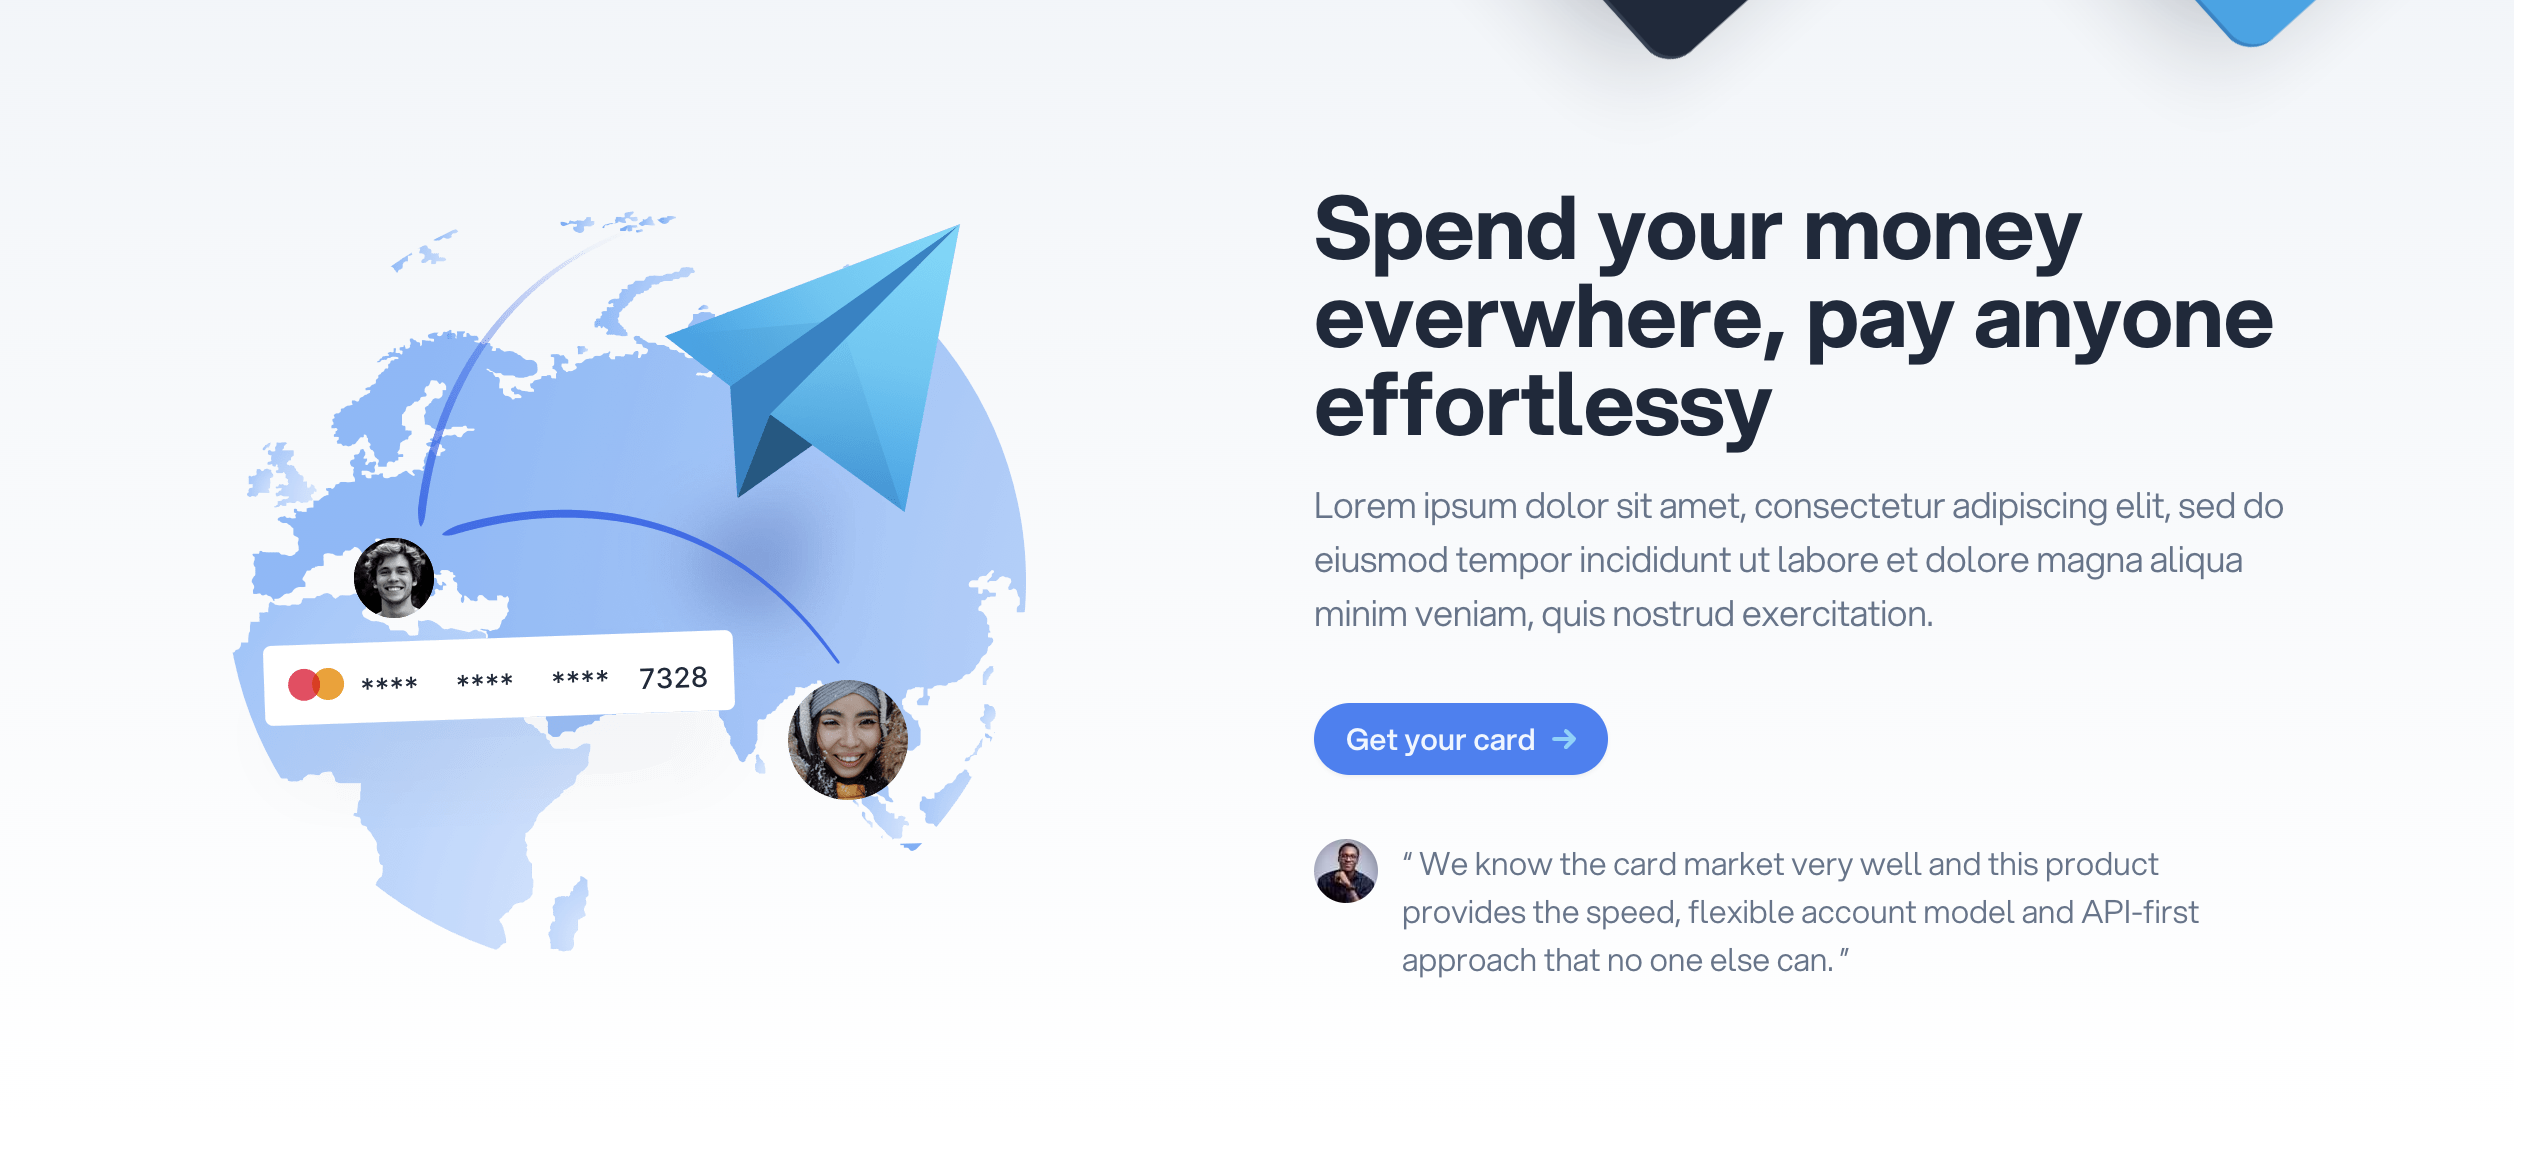 Spend your money
everwhere, pay anyone
effortlessy
Lorem ipsum dolor sit amet, consectetur adipiscing elit, sed do
eiusmod tempor incididunt ut labore et dolore magna aliqua
minim veniam, quis nostrud exercitation.
**** **** **** 7328
Get your card →
“ We know the card market very well and this product
provides the speed, flexible account model and API-first
approach that no one else can. ”